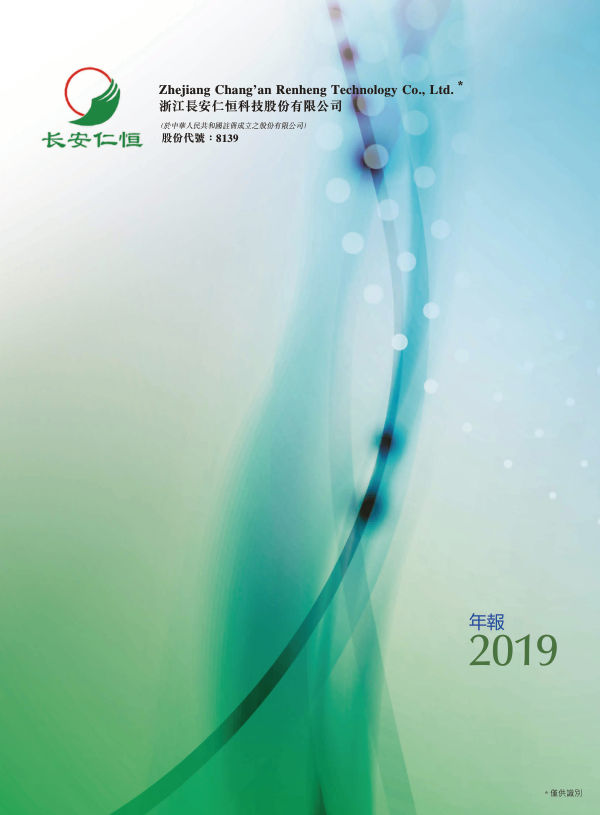 Zhejiang Chang'an Renheng Technology Co., Ltd. *
浙江長安仁恒科技股份有限公司
(於中華人民共和國註冊成立之股份有限公司)
股份代號：8139
长安仁恒
年報
2019
* 僅供識別